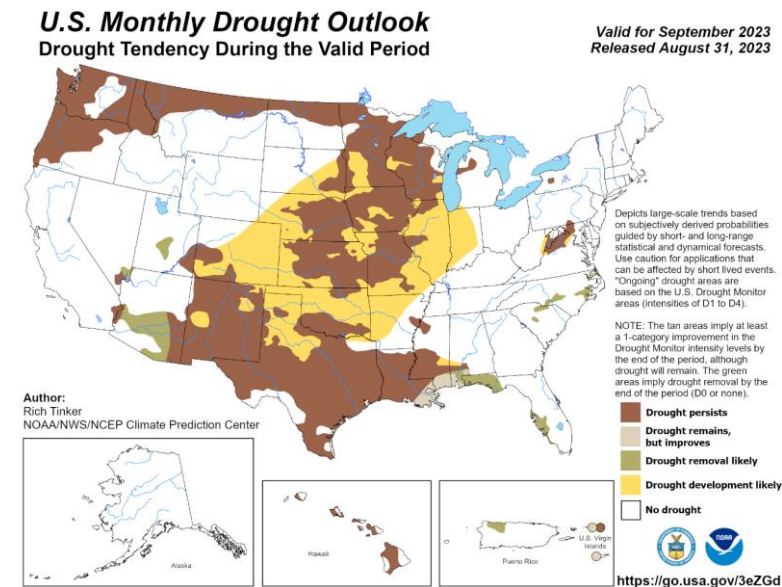 U.S. Monthly Drought Outlook
Drought Tendency During the Valid Period
Valid for September 2023
Released August 31, 2023
Depicts large-scale trends based
on subjectively derived probabilities
guided by short- and long-range
statistical and dynamical forecasts.
Use caution for applications that
can be affected by short lived events.
"Ongoing" drought areas are
based on the U.S. Drought Monitor
areas (intensities of D1 to D4).
NOTE: The tan areas imply at least
a 1-category improvement in the
Drought Monitor intensity levels by
the end of the period, although
drought will remain. The green
areas imply drought removal by the
end of the period (D0 or none).
Author:
Rich Tinker
NOAA/NWS/NCEP Climate Prediction Center
Drought persists
Drought remains,
but improves
Drought removal likely
Drought development likely
No drought
Alaska
Hawaii
Puerto Rico
U.S. Virgin
Islands
NOAA
https://go.usa.gov/3eZGd